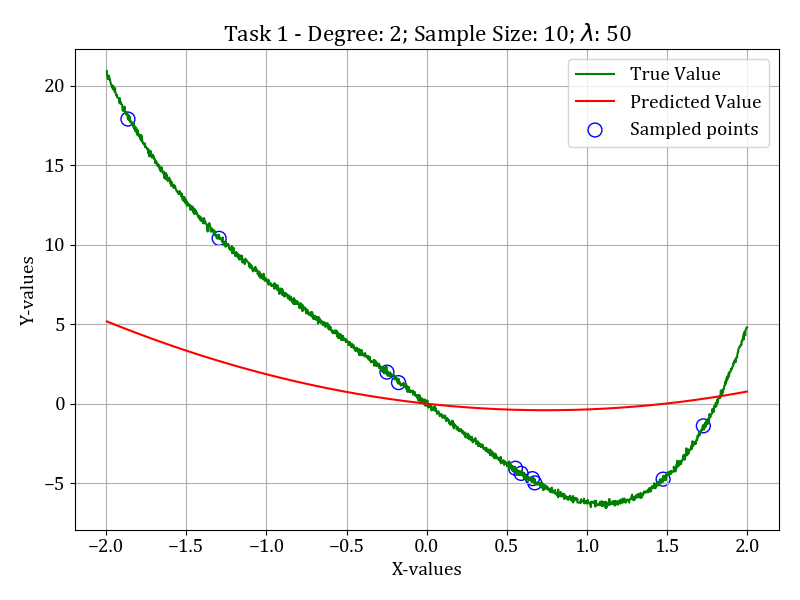 Task 1 - Degree: 2; Sample Size: 10; λ: 50
True Value
Predicted Value
Sampled points
Y-values
20
15
10
5
0
−5
−2.0 −1.5 −1.0 −0.5 0.0 0.5 1.0 1.5 2.0
X-values